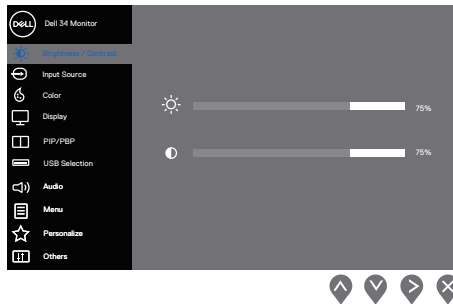 DELL
Dell 34 Monitor
Brightness / Contrast
Input Source
Color
Display
PIP/PBP
USB Selection
Audio
Menu
Personalize
Others
75%
75%